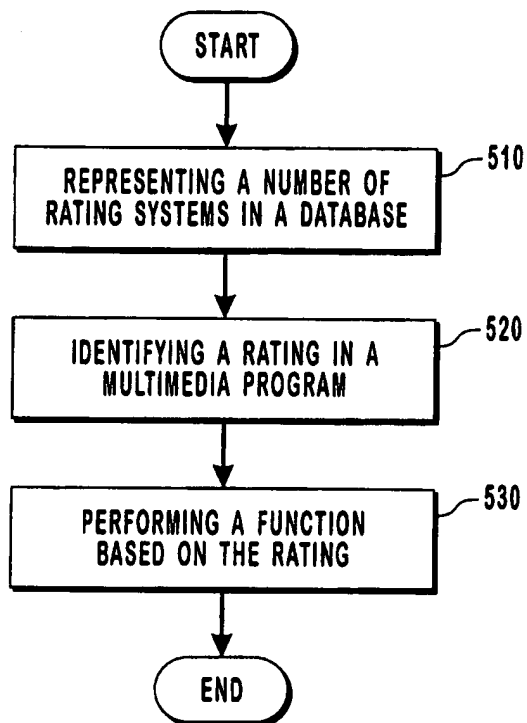 START
510
REPRESENTING A NUMBER OF
RATING SYSTEMS IN A DATABASE
520
IDENTIFYING A RATING IN A
MULTIMEDIA PROGRAM
530
PERFORMING A FUNCTION
BASED ON THE RATING
END